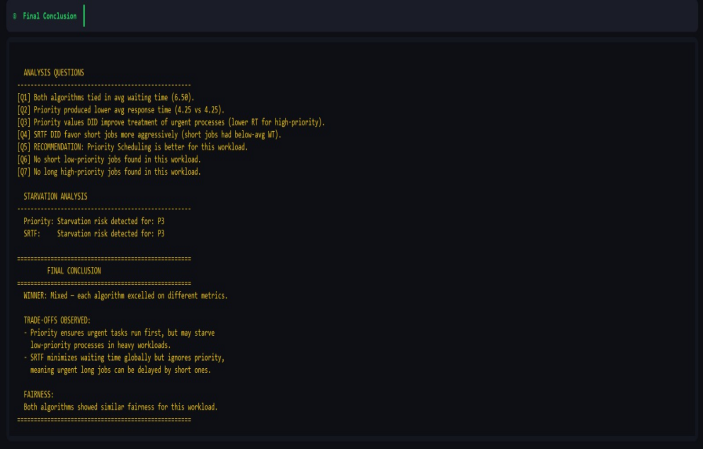 Final Conclusion
ANALYSIS QUESTIONS
----------------------------------------------------
[Q1] Both algorithms tied in avg waiting time (6.50).
[Q2] Priority produced lower avg response time (4.25 vs 4.25).
[Q3] Priority values DID improve treatment of urgent processes (lower RT for high-priority).
[Q4] SRTF DID favor short jobs more aggressively (short jobs had below-avg WT).
[Q5] RECOMMENDATION: Priority Scheduling is better for this workload.
[Q6] No short low-priority jobs found in this workload.
[Q7] No long high-priority jobs found in this workload.
STARVATION ANALYSIS
----------------------------------------------------
Priority: Starvation risk detected for: P3
SRTF: Starvation risk detected for: P3
====================================================
FINAL CONCLUSION
====================================================
WINNER: Mixed – each algorithm excelled on different metrics.
TRADE-OFFS OBSERVED:
- Priority ensures urgent tasks run first, but may starve
low-priority processes in heavy workloads.
- SRTF minimizes waiting time globally but ignores priority,
meaning urgent long jobs can be delayed by short ones.
FAIRNESS:
Both algorithms showed similar fairness for this workload.
====================================================